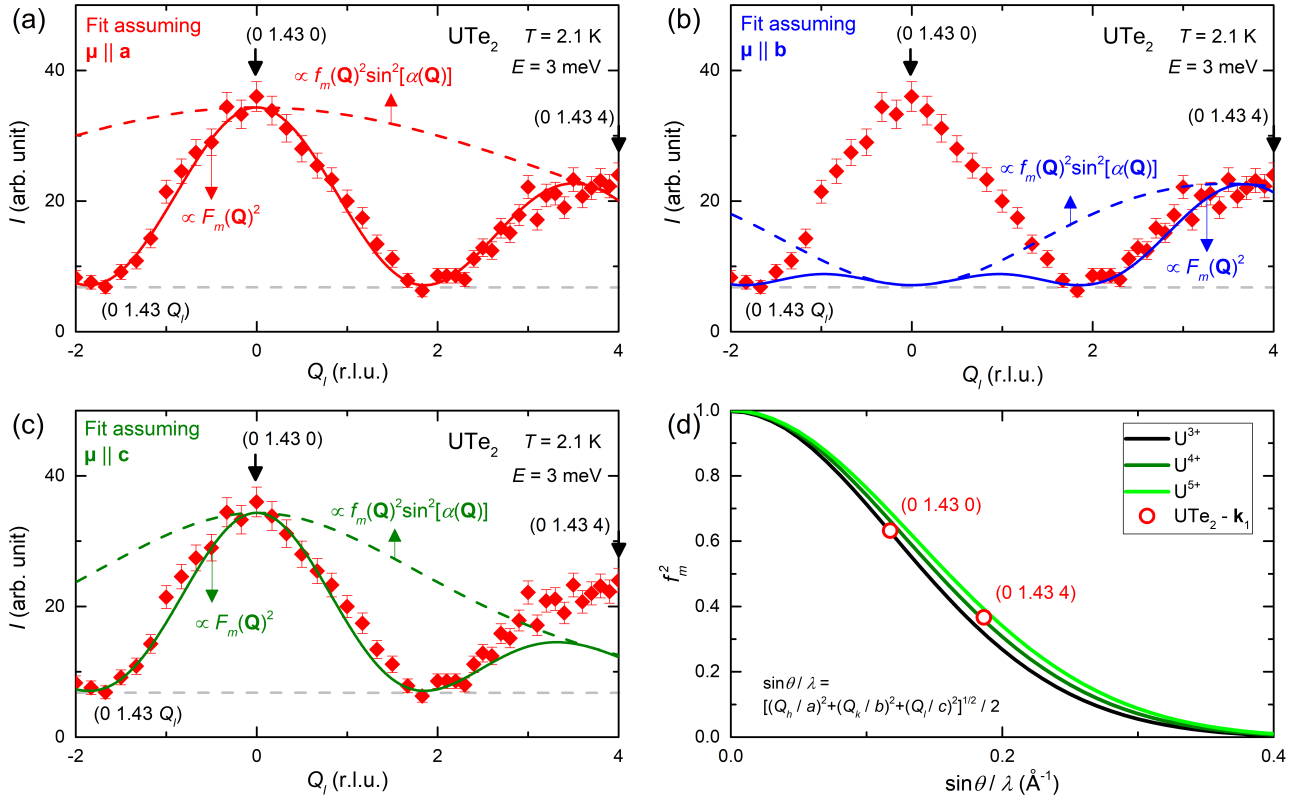 (a)
Fit assuming
μ || a
(0 1.43 0)
UTe2
T = 2.1 K
E = 3 meV
∝ fm(Q)²sin²[α(Q)]
(0 1.43 4)
∝ Fm(Q)²
(0 1.43 Ql)
I (arb. unit)
40
20
0
-2
0
2
4
Ql (r.l.u.)
(b)
Fit assuming
μ || b
(0 1.43 0)
UTe2
T = 2.1 K
E = 3 meV
(0 1.43 4)
∝ fm(Q)²sin²[α(Q)]
∝ Fm(Q)²
(0 1.43 Ql)
I (arb. unit)
40
20
0
-2
0
2
4
Ql (r.l.u.)
(c)
Fit assuming
μ || c
(0 1.43 0)
UTe2
T = 2.1 K
E = 3 meV
∝ fm(Q)²sin²[α(Q)]
(0 1.43 4)
∝ Fm(Q)²
(0 1.43 Ql)
I (arb. unit)
40
20
0
-2
0
2
4
Ql (r.l.u.)
(d)
U3+
U4+
U5+
UTe2 - k1
(0 1.43 0)
(0 1.43 4)
sinθ / λ =
[(Qh / a)²+(Qk / b)²+(Ql / c)²]1/2 / 2
fm²
1.0
0.8
0.6
0.4
0.2
0.0
0.0
0.2
0.4
sinθ / λ (Å-1)